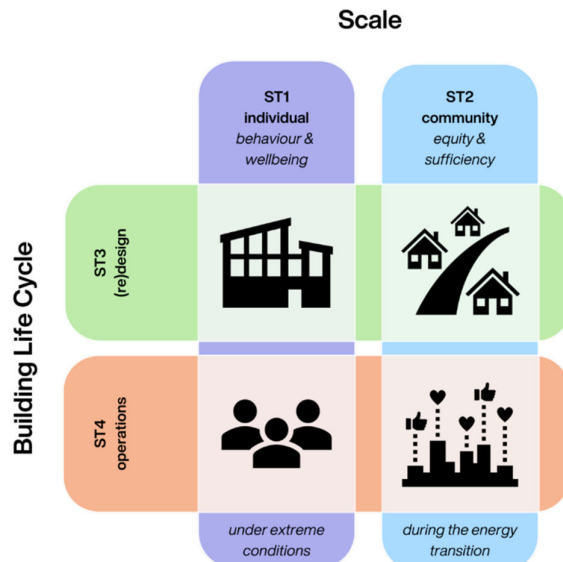 Scale
ST1
individual
behaviour &
wellbeing
ST2
community
equity &
sufficiency
Building Life Cycle
ST3
(re)design
ST4
operations
under extreme
conditions
during the energy
transition